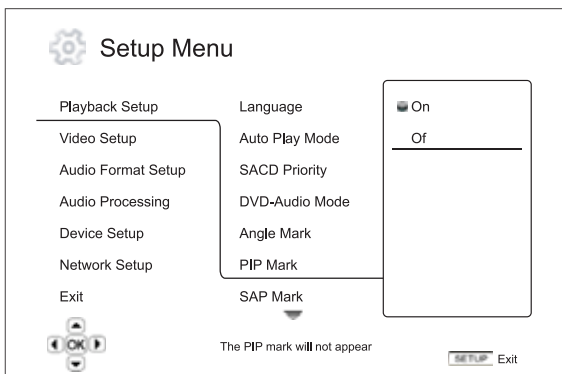 Setup Menu
Playback Setup
Video Setup
Audio Format Setup
Audio Processing
Device Setup
Network Setup
Exit
Language
Auto Play Mode
SACD Priority
DVD-Audio Mode
Angle Mark
PIP Mark
SAP Mark
On
Of
OK
The PIP mark will not appear
SETUP Exit